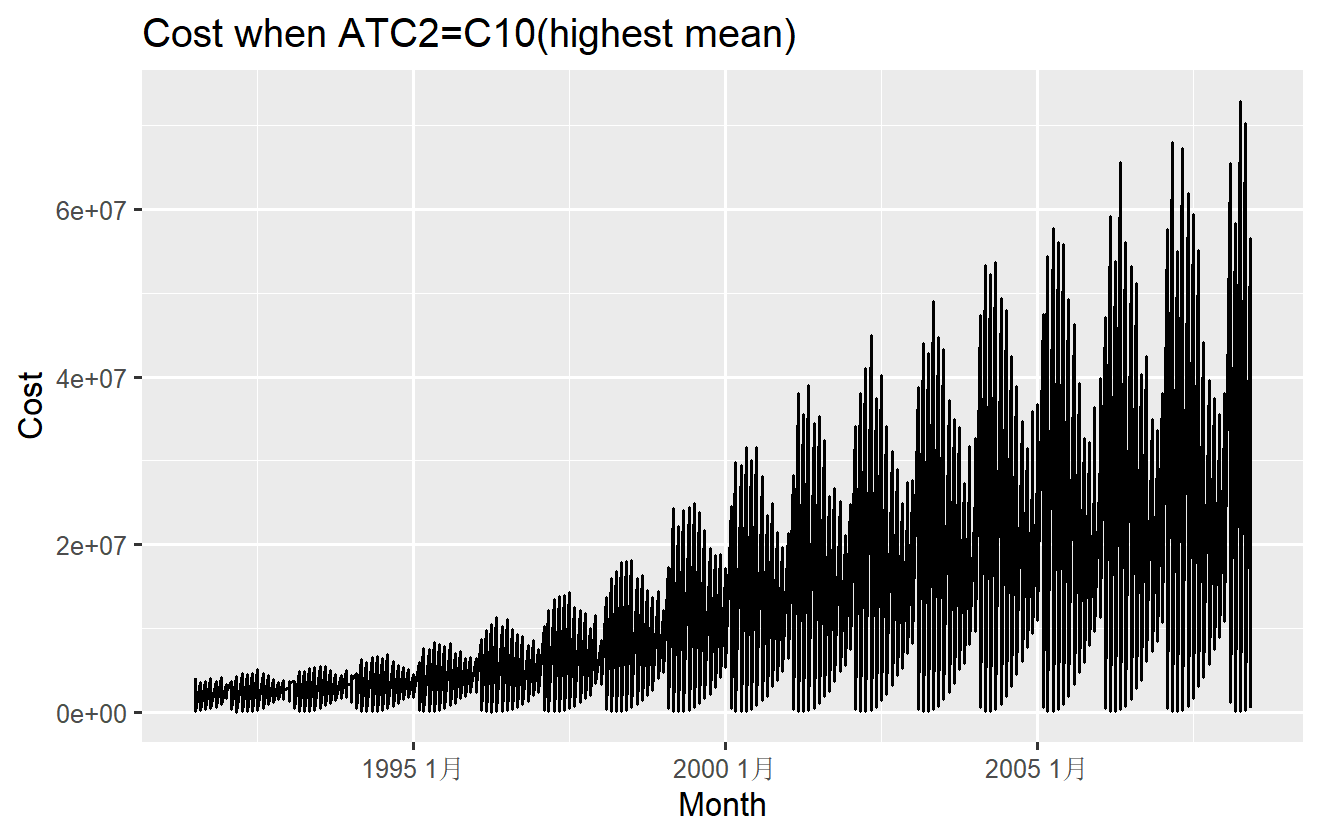 Cost when ATC2=C10(highest mean)
6e+07
4e+07
2e+07
0e+00
Cost
1995 1月
2000 1月
2005 1月
Month